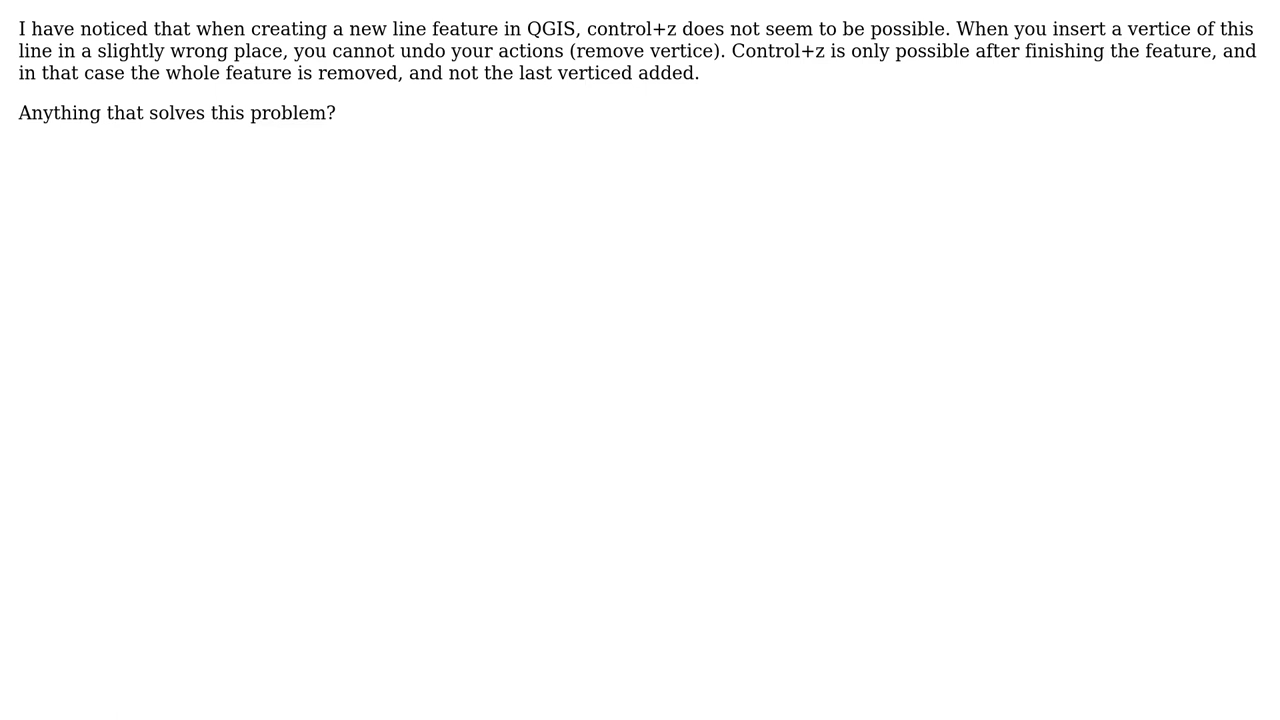 I have noticed that when creating a new line feature in QGIS, control+z does not seem to be possible. When you insert a vertice of this
line in a slightly wrong place, you cannot undo your actions (remove vertice). Control+z is only possible after finishing the feature, and
in that case the whole feature is removed, and not the last verticed added.
Anything that solves this problem?